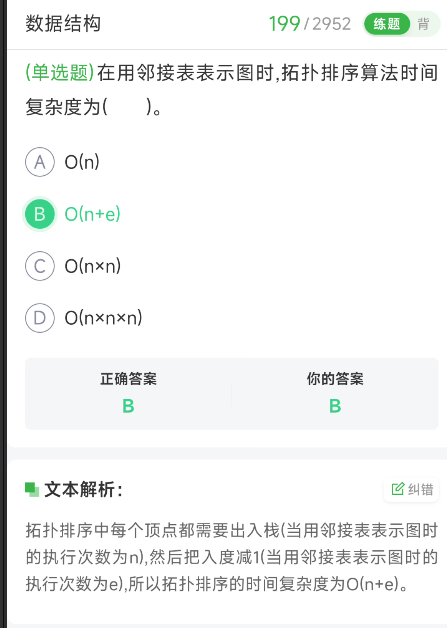 数据结构 199/2952 练题 背
(单选题)在用邻接表表示图时,拓扑排序算法时间
复杂度为( )。
A O(n)
B O(n+e)
C O(n×n)
D O(n×n×n)
正确答案 你的答案
B B
文本解析: 纠错
拓扑排序中每个顶点都需要出入栈(当用邻接表表示图时
的执行次数为n),然后把入度减1(当用邻接表表示图时的
执行次数为e),所以拓扑排序的时间复杂度为O(n+e)。